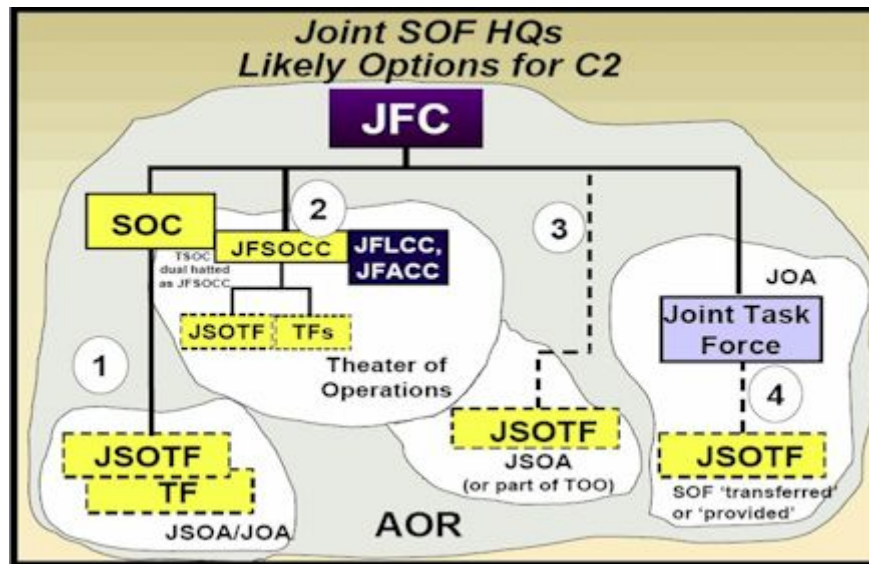 Joint SOF HQs
Likely Options for C2
JFC
SOC
2
JFSOCC
JFLCC,
JFACC
TSOC
dual hatted
as JFSOCC
JSOTF
TFs
Theater of
Operations
1
JSOTF
TF
JSOA/JOA
3
JSOTF
JSOA
(or part of TOO)
AOR
JOA
Joint Task
Force
4
JSOTF
SOF 'transferred'
or 'provided'